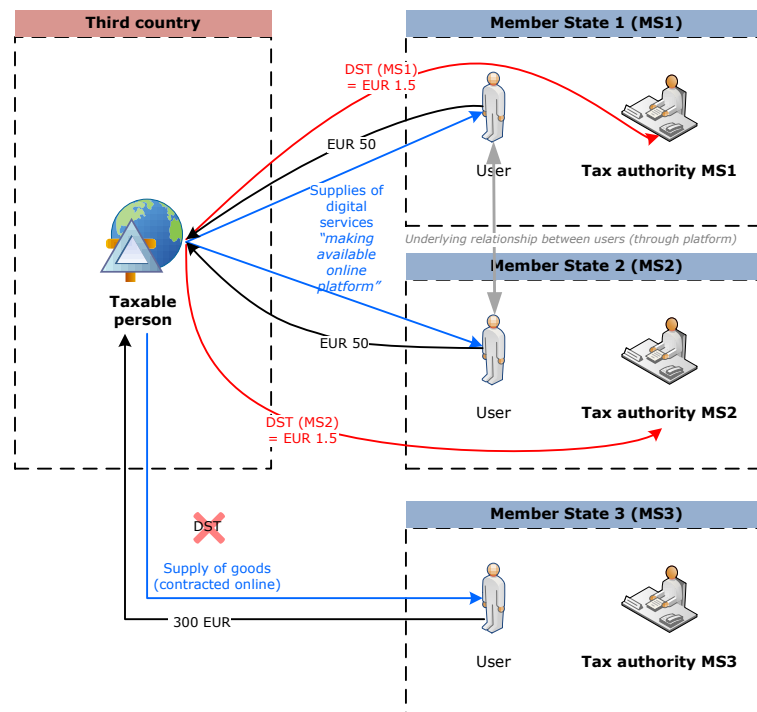 Third country
Member State 1 (MS1)
DST (MS1)
= EUR 1.5
EUR 50
User
Tax authority MS1
Supplies of
digital
services
“making
available
online
platform”
Underlying relationship between users (through platform)
Member State 2 (MS2)
Taxable
person
EUR 50
User
Tax authority MS2
DST (MS2)
= EUR 1.5
Member State 3 (MS3)
DST
Supply of goods
(contracted online)
300 EUR
User
Tax authority MS3